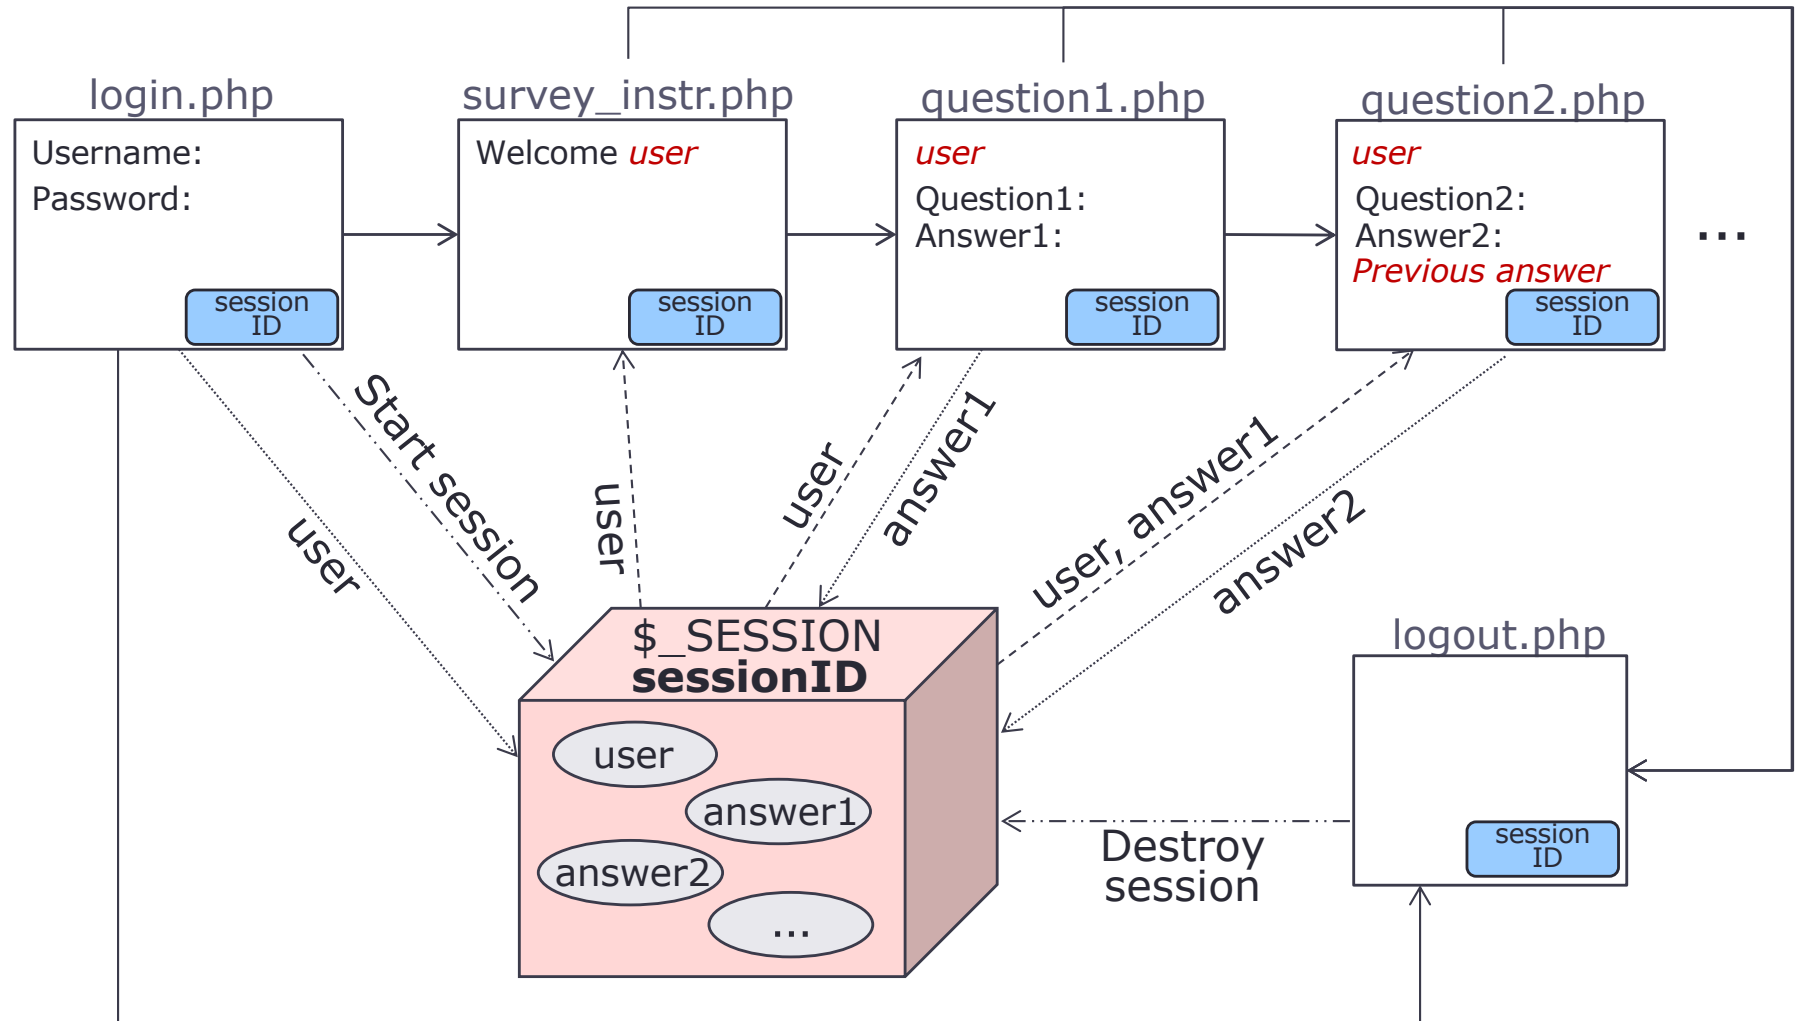 login.php
Username:
Password:
session
ID
survey_instr.php
Welcome user
session
ID
question1.php
user
Question1:
Answer1:
session
ID
question2.php
user
Question2:
Answer2:
Previous answer
session
ID
...
user
Start session
user
user
answer1
user, answer1
answer2
$_SESSION
sessionID
user
answer1
answer2
...
Destroy
session
logout.php
session
ID